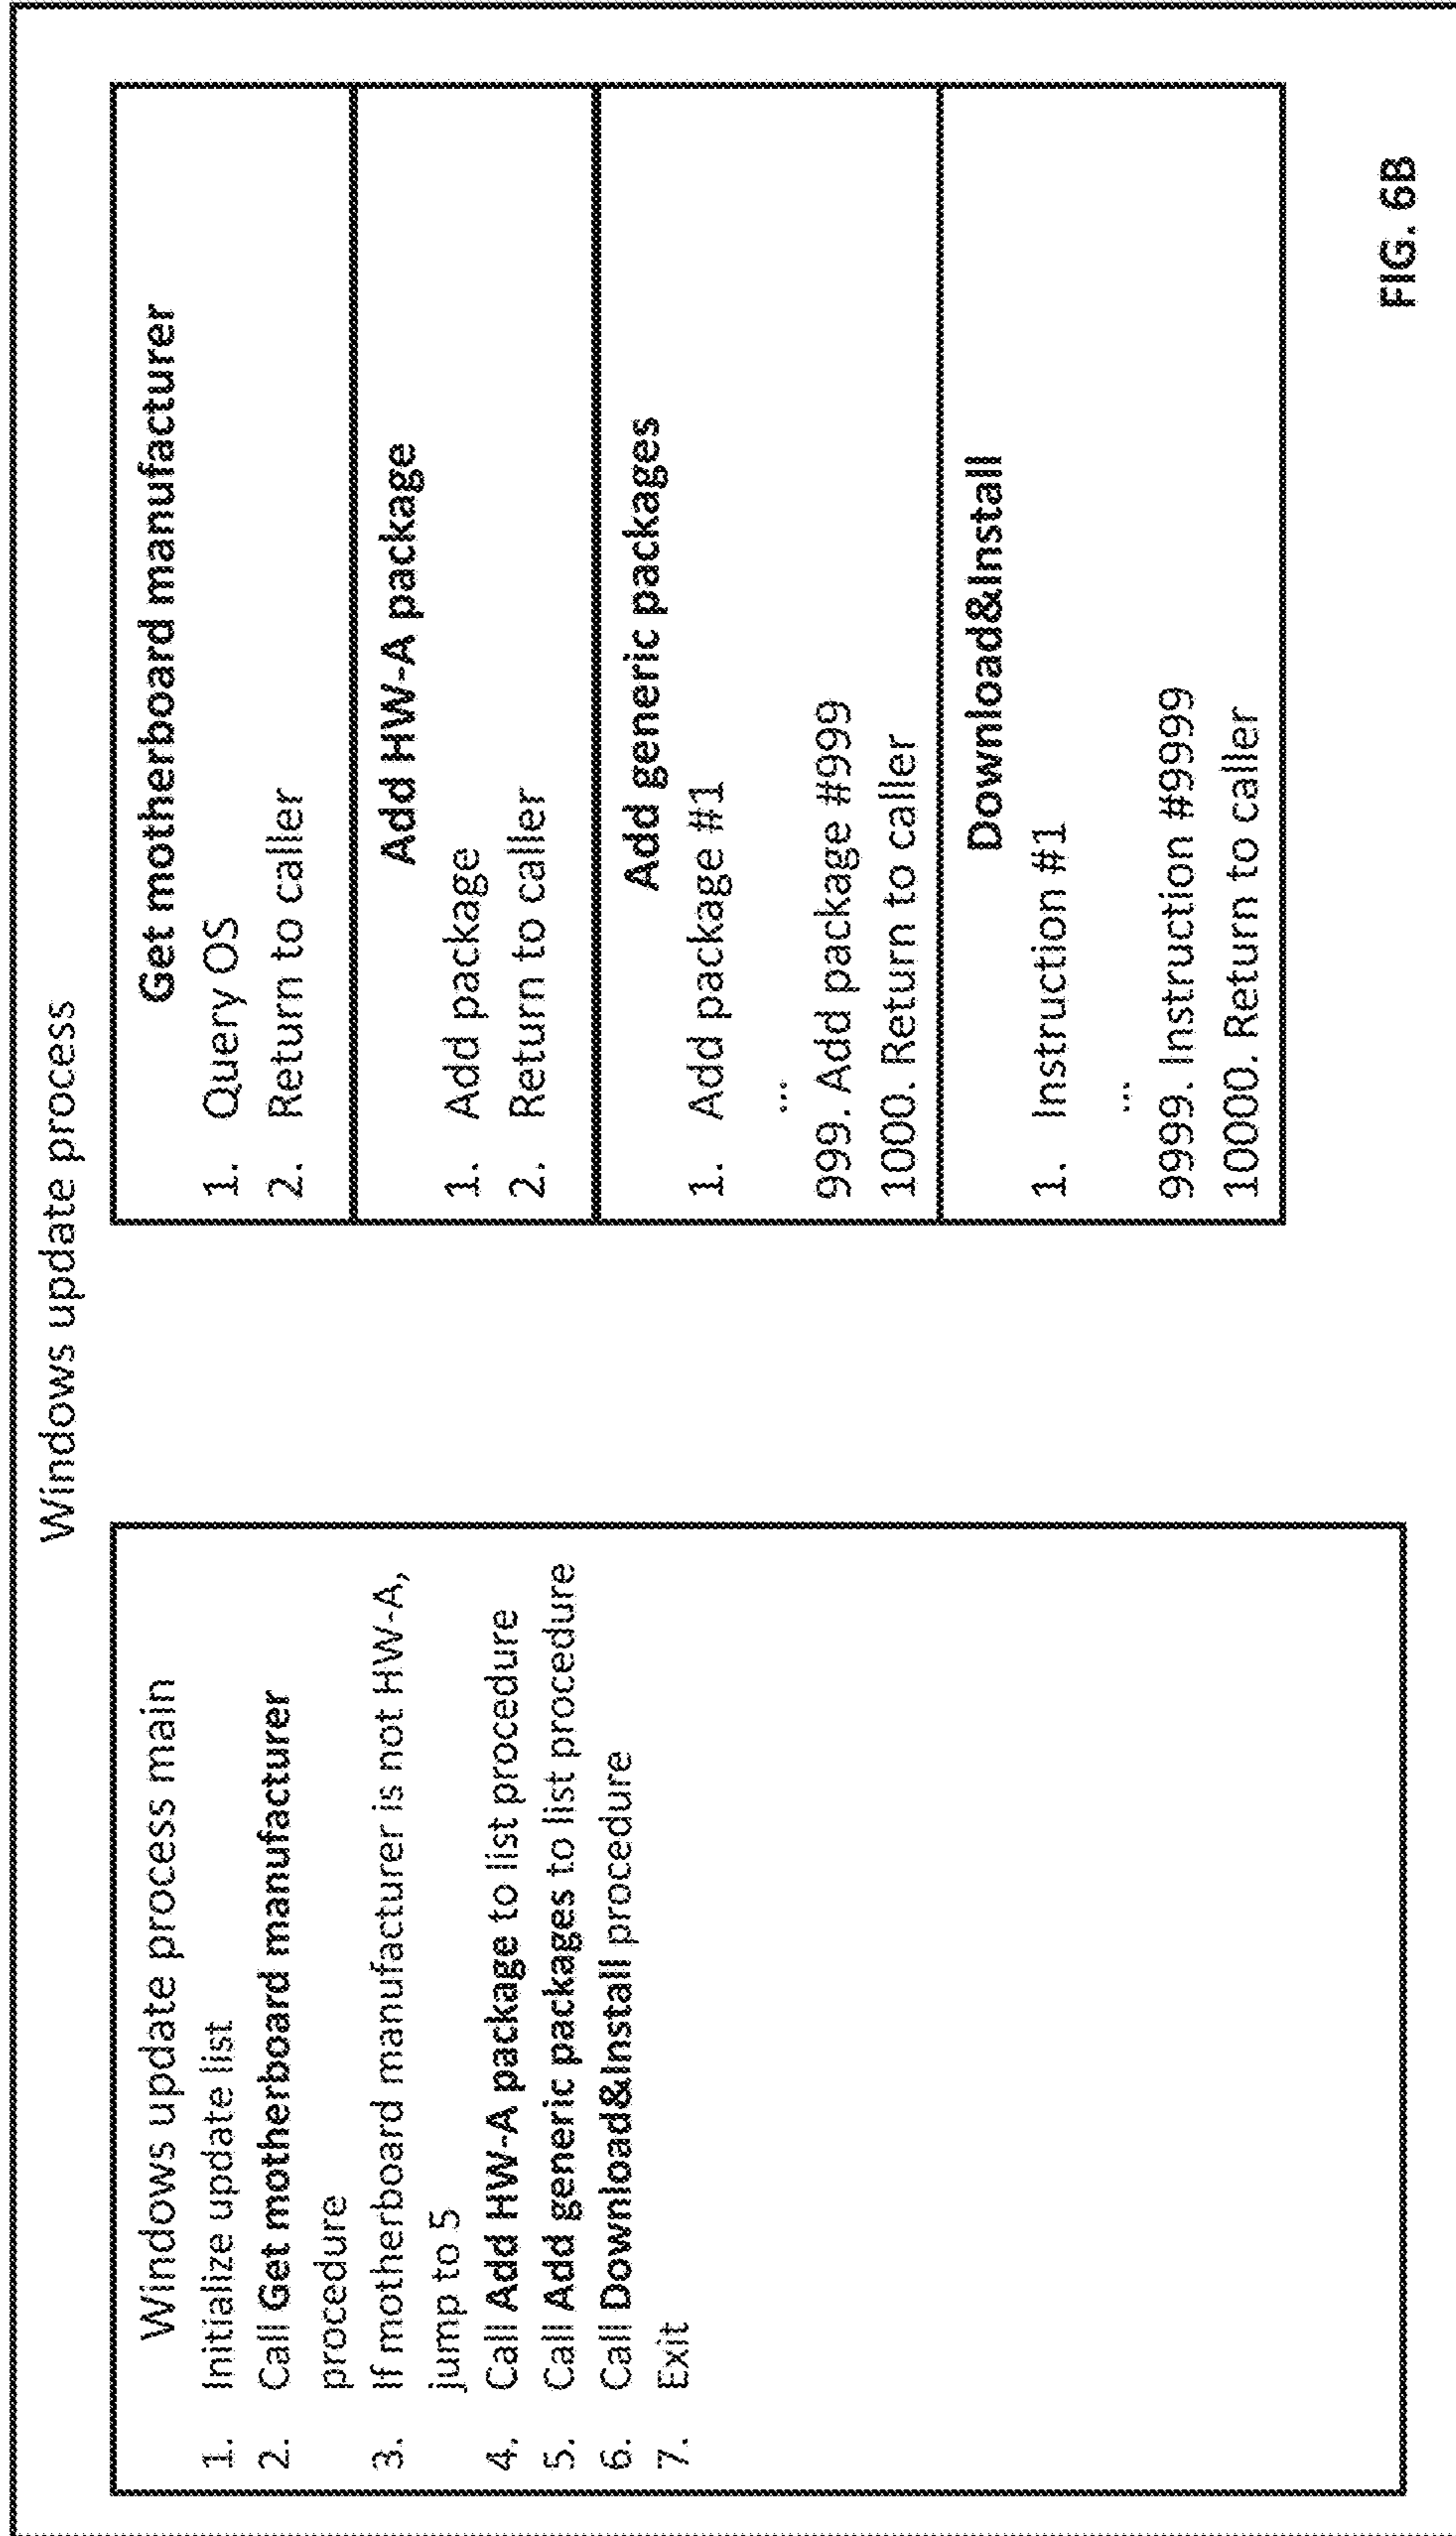 Windows update process
Windows update process main
1. Initialize update list
2. Call Get motherboard manufacturer
procedure
3. If motherboard manufacturer is not HW-A,
jump to 5
4. Call Add HW-A package to list procedure
5. Call Add generic packages to list procedure
6. Call Download&Install procedure
7. Exit
Get motherboard manufacturer
1. Query OS
2. Return to caller
Add HW-A package
1. Add package
2. Return to caller
Add generic packages
1. Add package #1
...
999. Add package #999
1000. Return to caller
Download&Install
1. Instruction #1
...
9999. Instruction #9999
10000. Return to caller
FIG. 6B